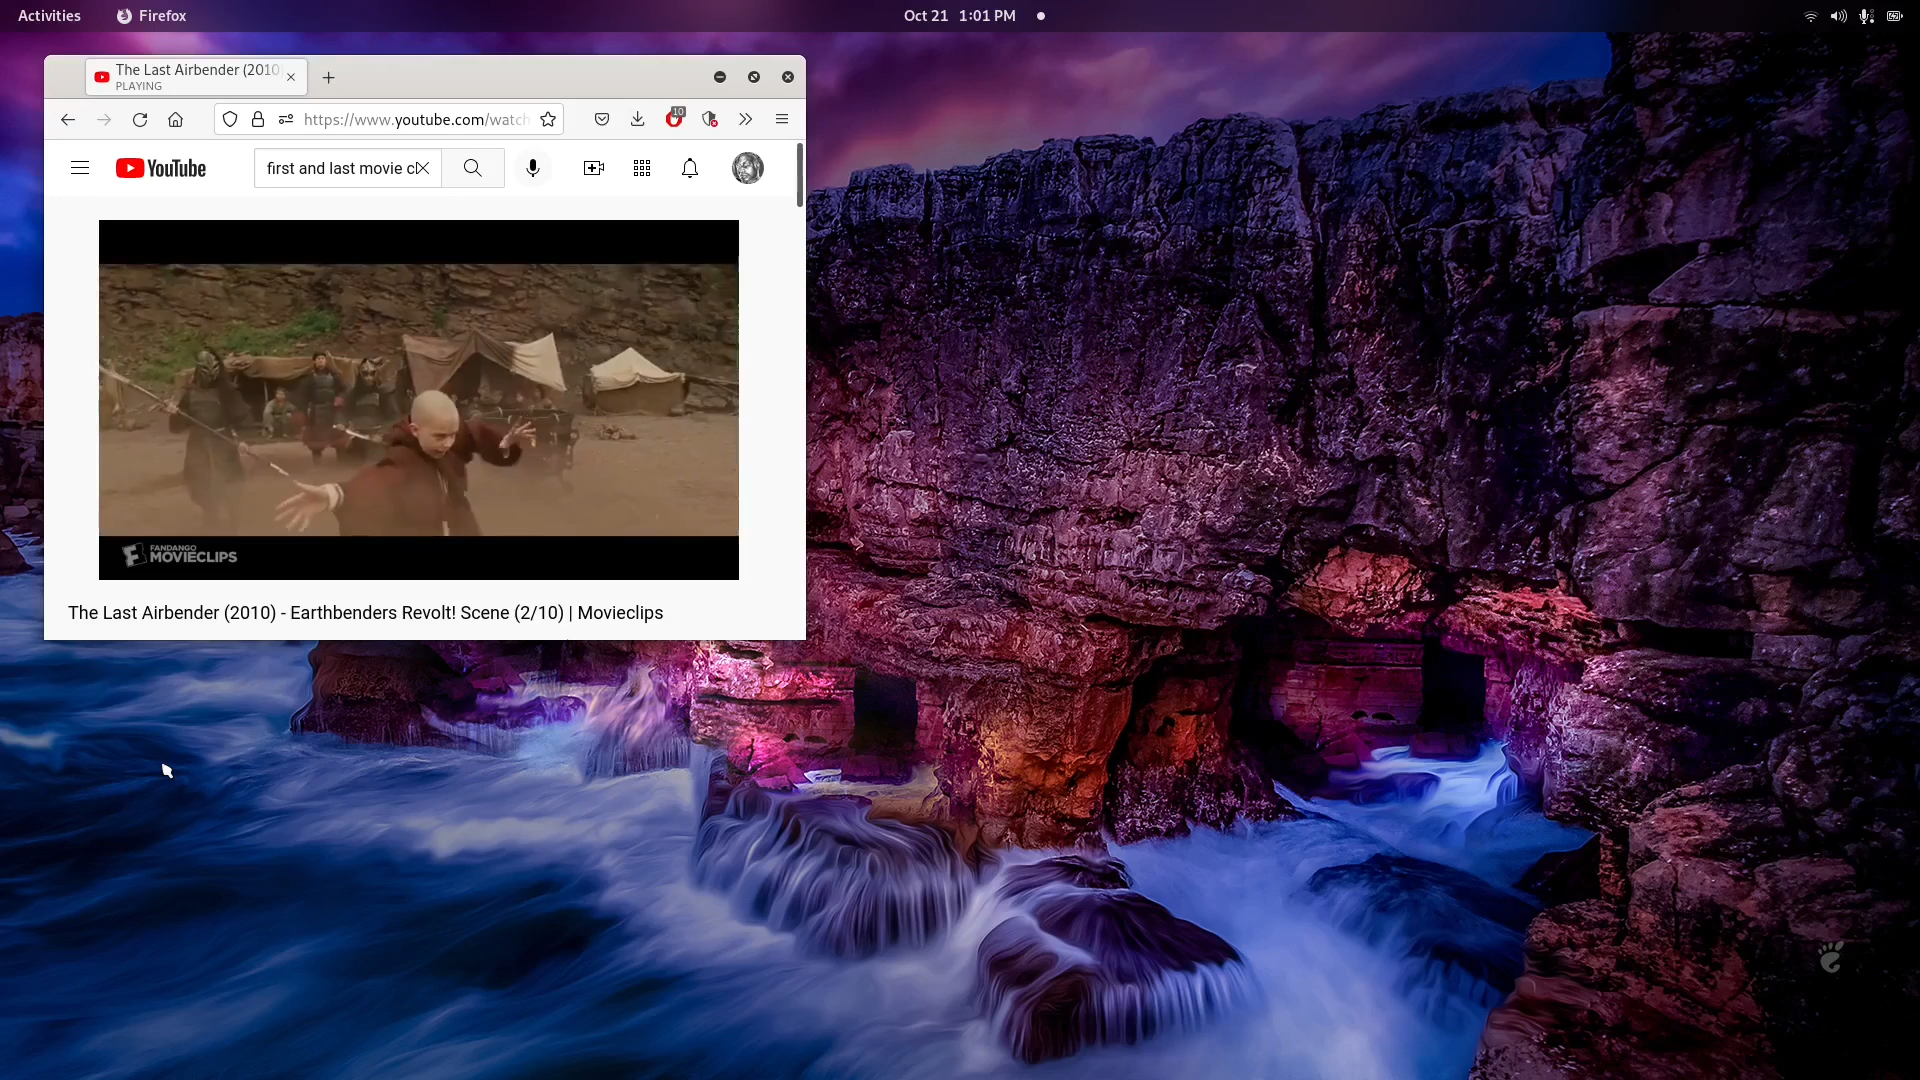 Activities
Firefox
Oct 21 1:01 PM
The Last Airbender (2010
PLAYING
https://www.youtube.com/watch
10
YouTube
first and last movie cl
FANDANGO
MOVIECLIPS
The Last Airbender (2010) - Earthbenders Revolt! Scene (2/10) | Movieclips